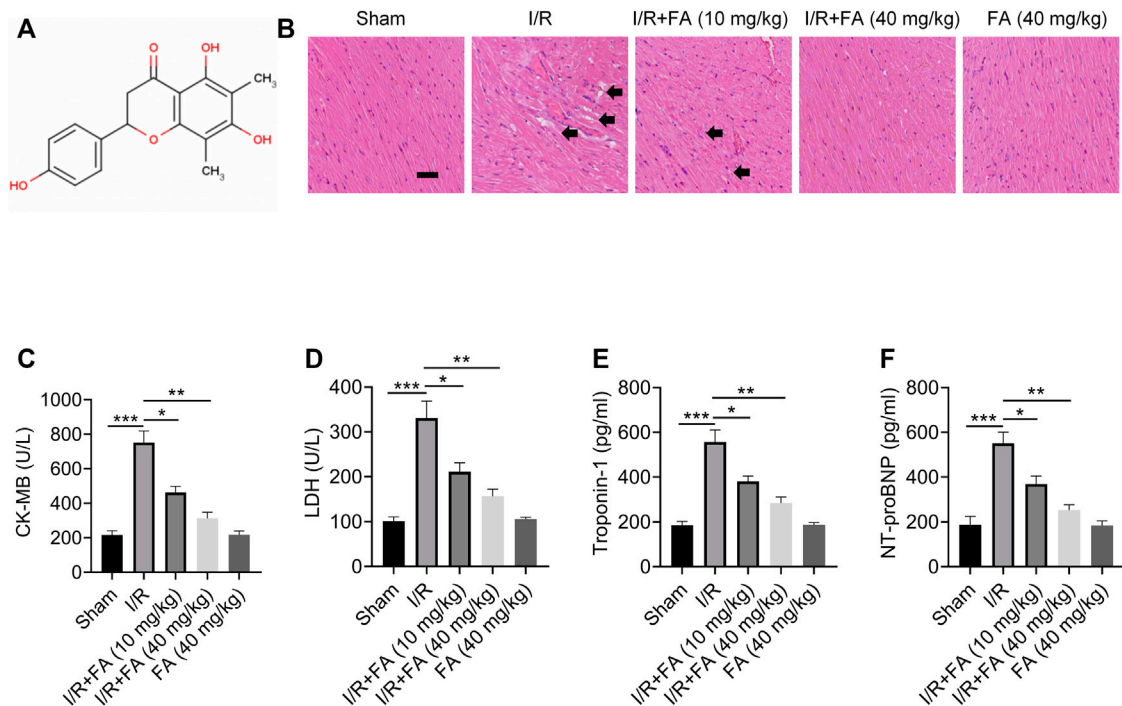 A
O
OH
CH3
O
OH
CH3
HO
B
Sham
I/R
I/R+FA (10 mg/kg)
I/R+FA (40 mg/kg)
FA (40 mg/kg)
C
CK-MB (U/L)
1000
800
600
400
200
0
***
*
**
Sham
I/R
I/R+FA (10 mg/kg)
I/R+FA (40 mg/kg)
FA (40 mg/kg)
D
LDH (U/L)
400
300
200
100
0
***
*
**
Sham
I/R
I/R+FA (10 mg/kg)
I/R+FA (40 mg/kg)
FA (40 mg/kg)
E
Troponin-1 (pg/ml)
800
600
400
200
0
***
*
**
Sham
I/R
I/R+FA (10 mg/kg)
I/R+FA (40 mg/kg)
FA (40 mg/kg)
F
NT-proBNP (pg/ml)
800
600
400
200
0
***
*
**
Sham
I/R
I/R+FA (10 mg/kg)
I/R+FA (40 mg/kg)
FA (40 mg/kg)